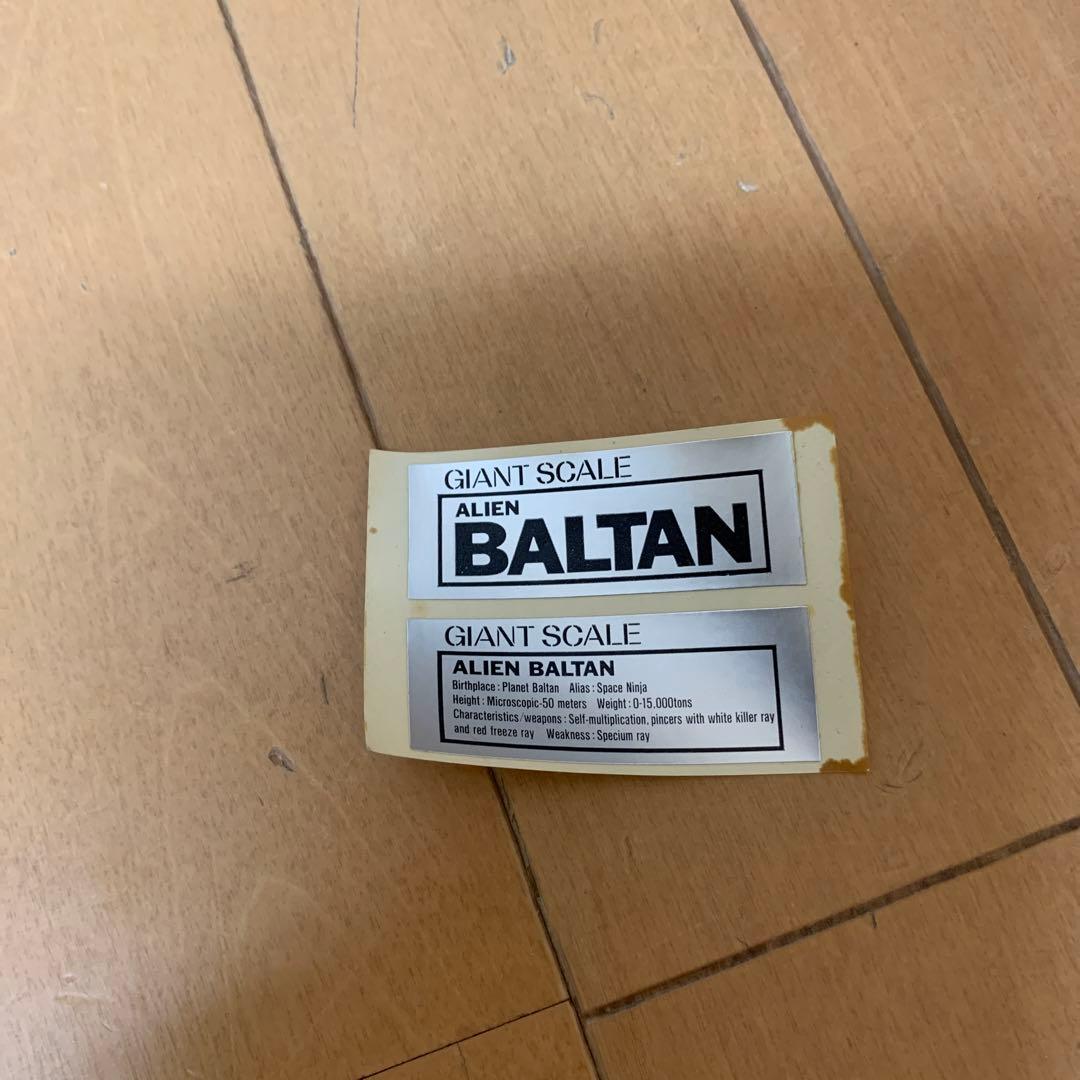 GIANT SCALE
ALIEN
BALTAN
GIANT SCALE
ALIEN BALTAN
Birthplace : Planet Baltan Alias : Space Ninja
Height : Microscopic-50 meters Weight : 0-15,000tons
Characteristics/weapons : Self-multiplication, pincers with white killer ray
and red freeze ray Weakness : Specium ray